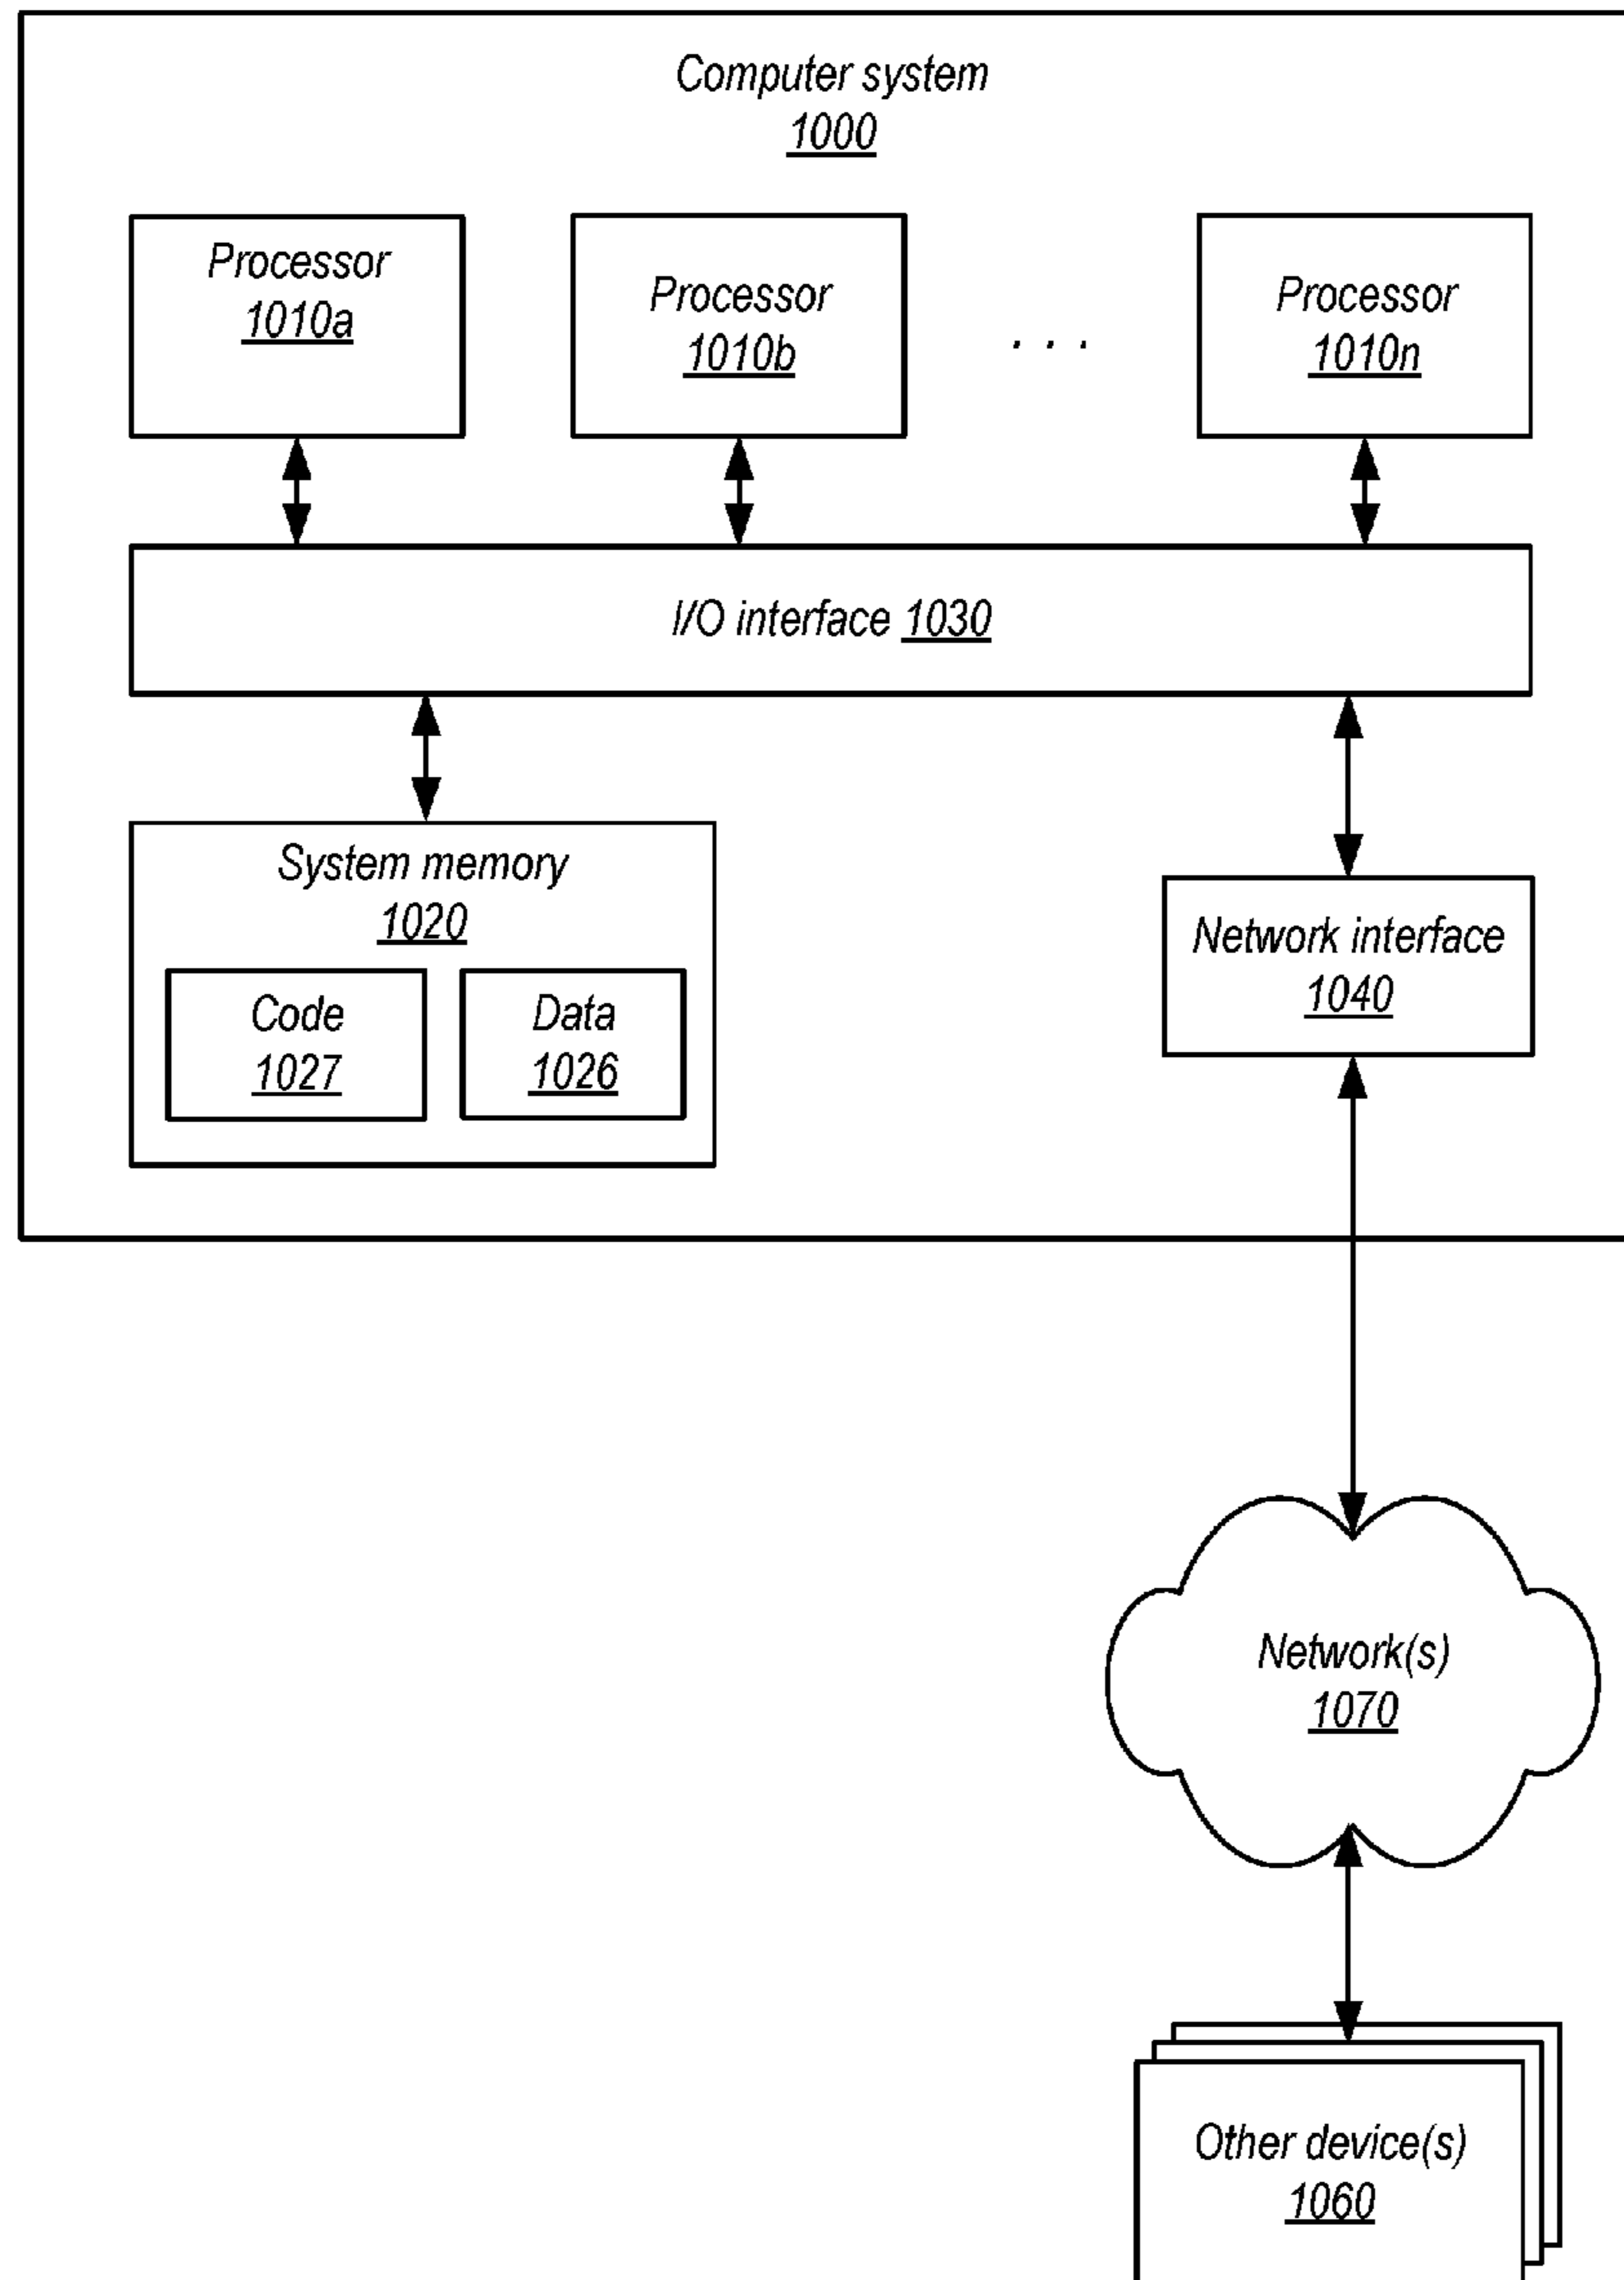 Computer system
1000
Processor
1010a
Processor
1010b
. . .
Processor
1010n
I/O interface 1030
System memory
1020
Code
1027
Data
1026
Network interface
1040
Network(s)
1070
Other device(s)
1060